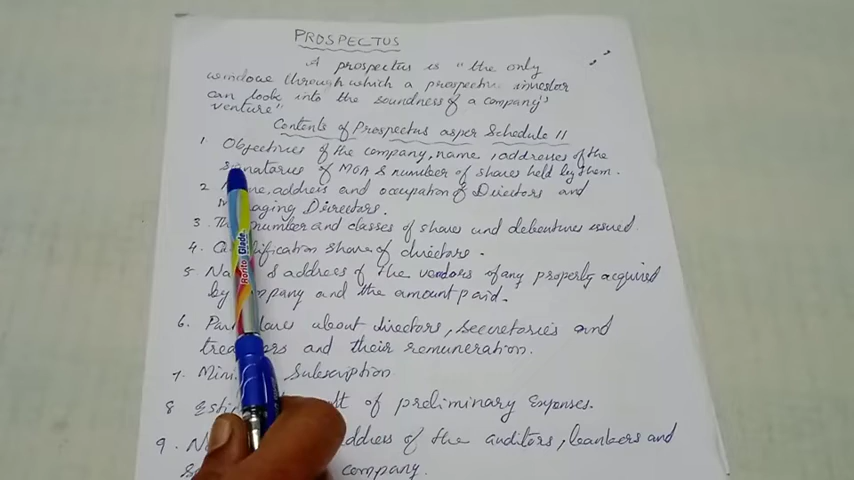 PROSPECTUS
A prospectus is "the only
window through which a prospective investor
can look into the soundness of a company's
venture"
Contents of Prospectus as per Schedule II
1 Objectives of the company, name, addresses of the
signatories of MOA & number of shares held by them.
2 Name, address and occupation of Directors and
Managing Directors.
3 The number and classes of shares und debentures issued.
4. Qualification share of directors.
5 Name & address of the vendors of any property acquired
by company and the amount paid.
6. Particulars about directors, secretaries and
treasurers and their remuneration.
7. Subscription
8 of preliminary Expenses.
9. address of the auditors, bankers and
company.
Rorito Glade